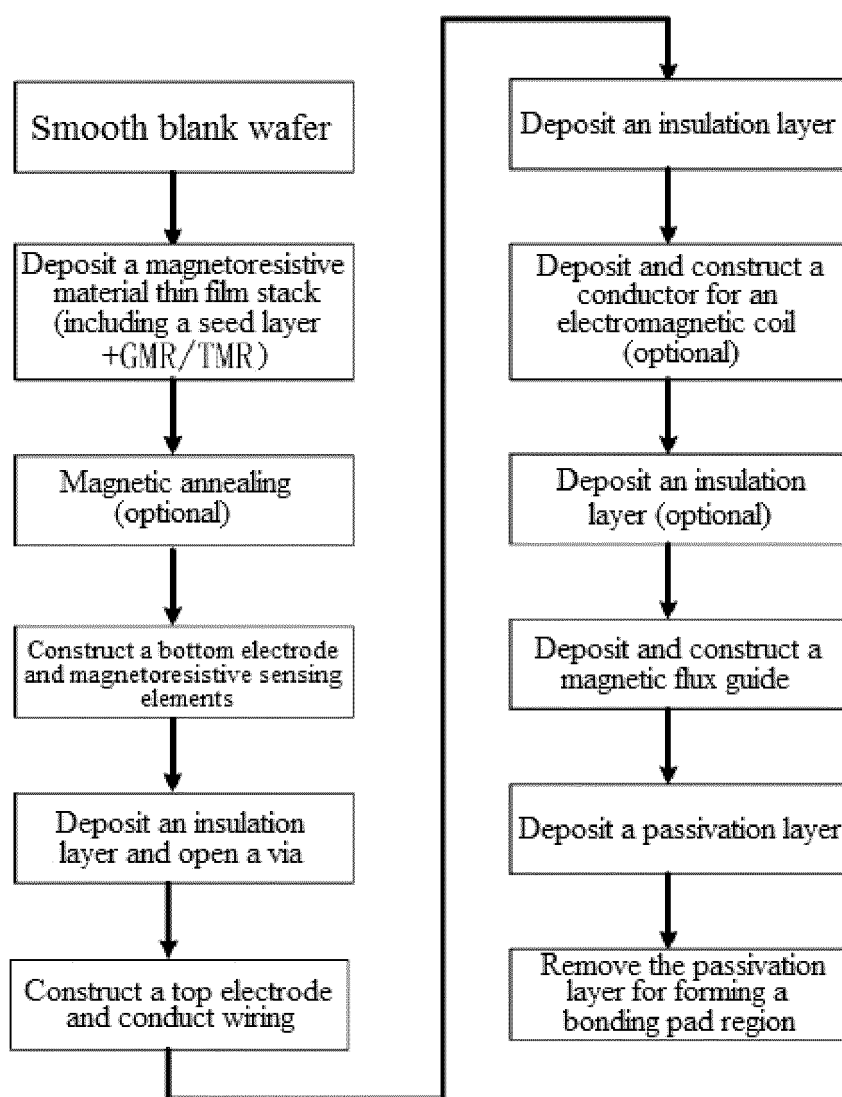 Smooth blank wafer
Deposit a magnetoresistive
material thin film stack
(including a seed layer
+GMR/TMR)
Magnetic annealing
(optional)
Construct a bottom electrode
and magnetoresistive sensing
elements
Deposit an insulation
layer and open a via
Construct a top electrode
and conduct wiring
Deposit an insulation layer
Deposit and construct a
conductor for an
electromagnetic coil
(optional)
Deposit an insulation
layer (optional)
Deposit and construct a
magnetic flux guide
Deposit a passivation layer
Remove the passivation
layer for forming a
bonding pad region